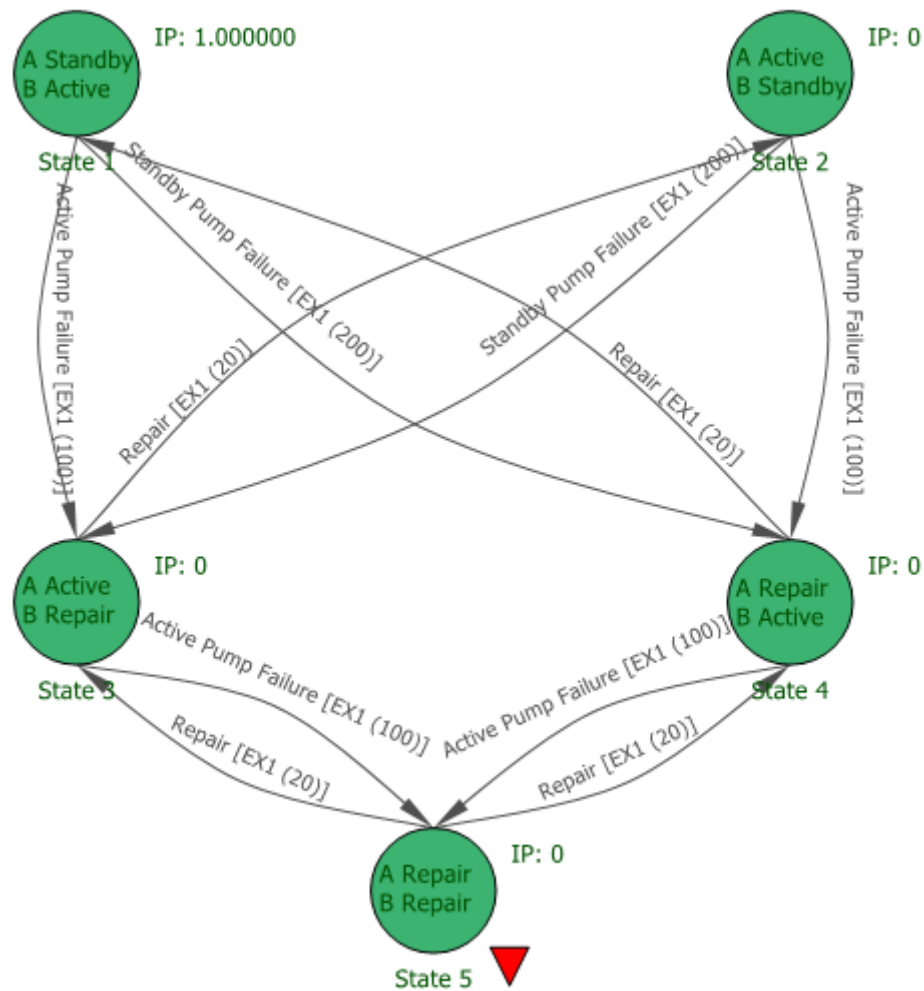 A Standby
B Active
IP: 1.000000
State 1
A Active
B Standby
IP: 0
State 2
Active Pump Failure [EX1 (100)]
Standby Pump Failure [EX1 (200)]
Repair [EX1 (20)]
Standby Pump Failure [EX1 (200)]
Repair [EX1 (20)]
Active Pump Failure [EX1 (100)]
A Active
B Repair
IP: 0
State 3
A Repair
B Active
IP: 0
State 4
Active Pump Failure [EX1 (100)]
Repair [EX1 (20)]
Active Pump Failure [EX1 (100)]
Repair [EX1 (20)]
A Repair
B Repair
IP: 0
State 5